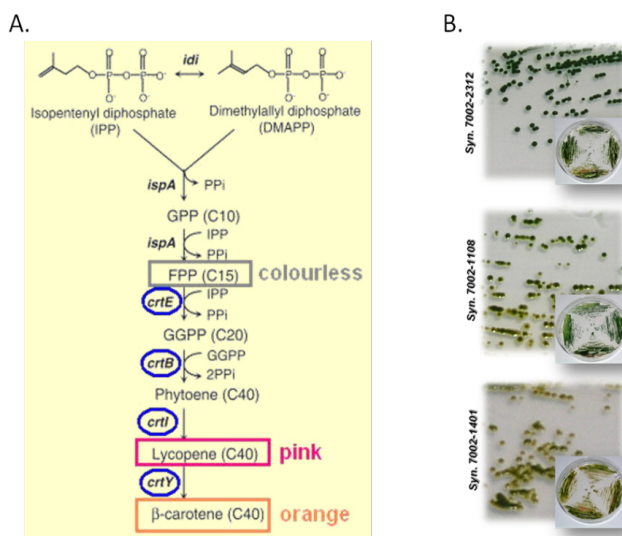 A.
B.
O O
O P O P O⁻
O⁻ O⁻
idi
O O
O P O P O⁻
O⁻ O⁻
Isopentenyl diphosphate
(IPP)
Dimethylallyl diphosphate
(DMAPP)
ispA PPi
GPP (C10)
ispA IPP
PPi
FPP (C15) colourless
crtE IPP
PPi
GGPP (C20)
crtB GGPP
2PPi
Phytoene (C40)
crtI
Lycopene (C40) pink
crtY
β-carotene (C40) orange
Syn. 7002-2312
Syn. 7002-1108
Syn. 7002-1401